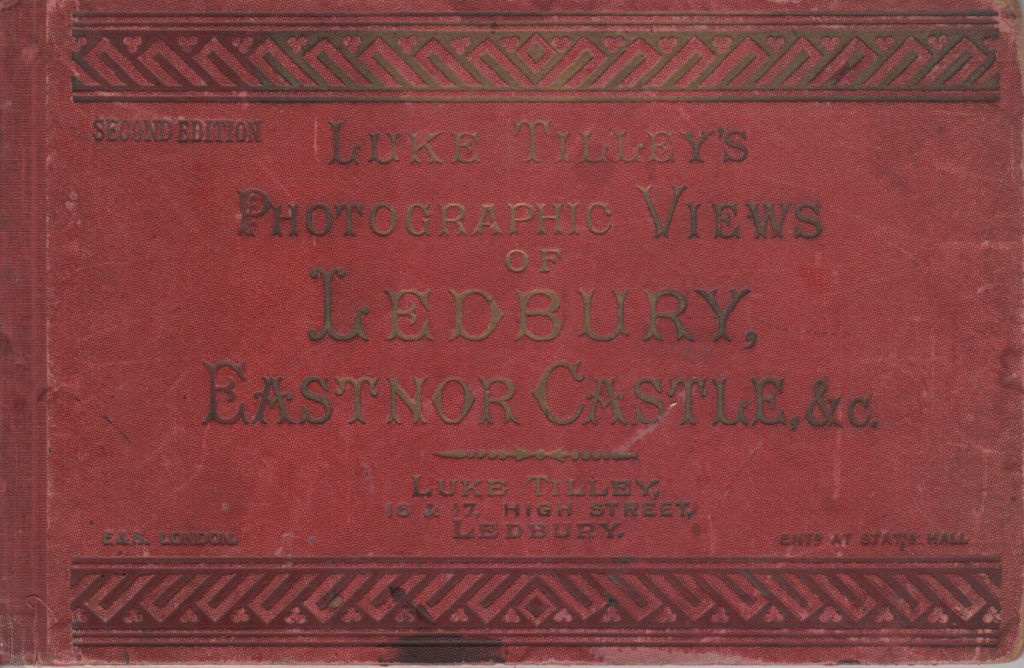 SECOND EDITION
LUKE TILLEY'S
PHOTOGRAPHIC VIEWS
OF
LEDBURY,
EASTNOR CASTLE, &c.
LUKE TILLEY,
16 & 17, HIGH STREET,
LEDBURY.
E&S. LONDON.
ENTD AT STATS HALL